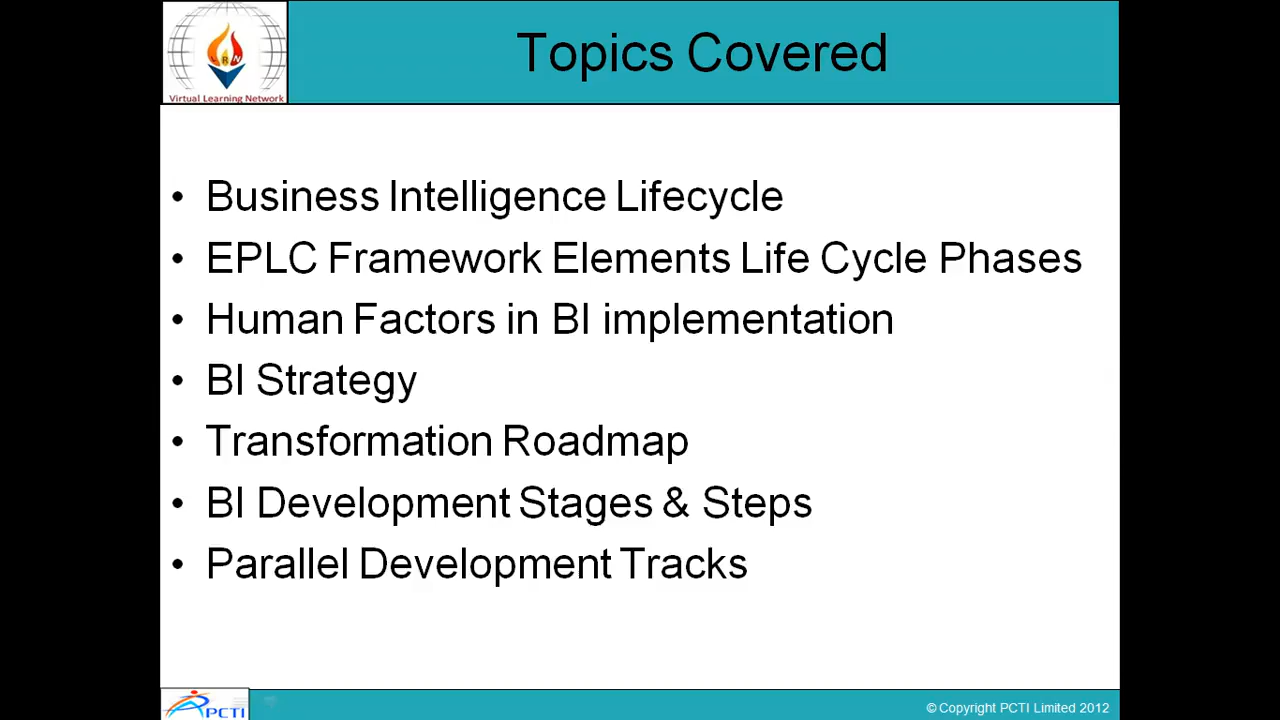 Topics Covered
Virtual Learning Network
• Business Intelligence Lifecycle
• EPLC Framework Elements Life Cycle Phases
• Human Factors in BI implementation
• BI Strategy
• Transformation Roadmap
• BI Development Stages & Steps
• Parallel Development Tracks
PCTI
© Copyright PCTI Limited 2012